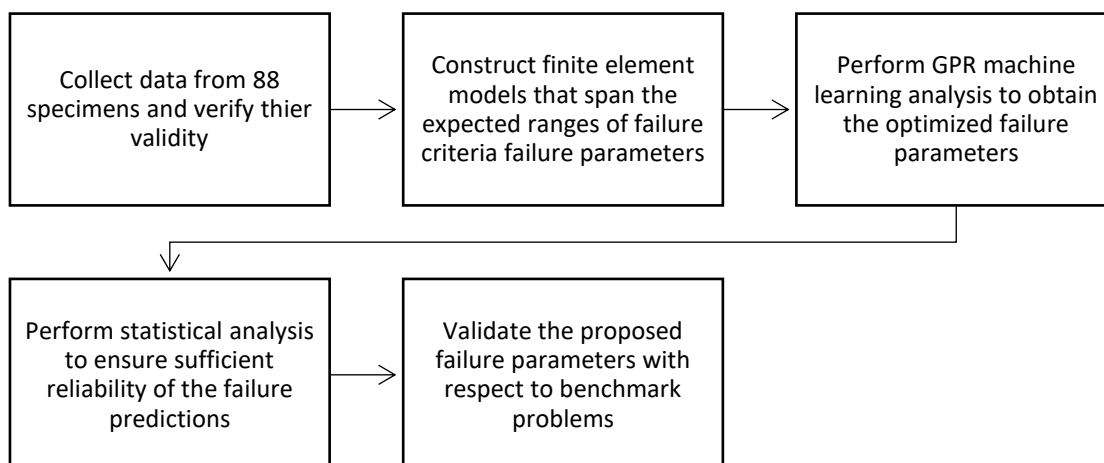 Collect data from 88
specimens and verify thier
validity
Construct finite element
models that span the
expected ranges of failure
criteria failure parameters
Perform GPR machine
learning analysis to obtain
the optimized failure
parameters
Perform statistical analysis
to ensure sufficient
reliability of the failure
predictions
Validate the proposed
failure parameters with
respect to benchmark
problems